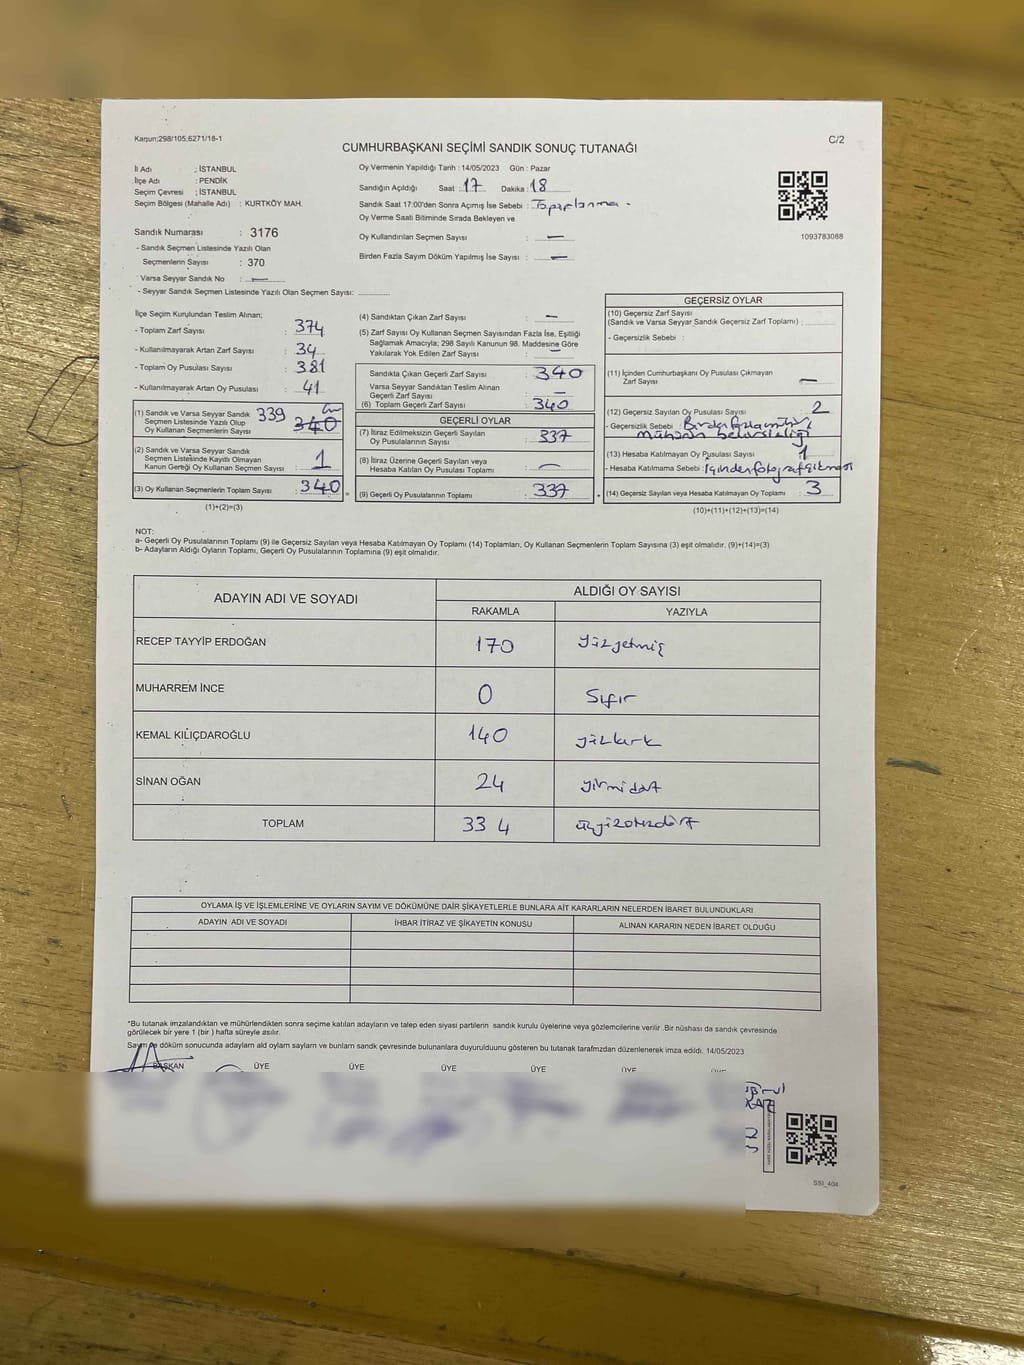 Kanun:298/105;6271/18-1
C/2
CUMHURBAŞKANI SEÇİMİ SANDIK SONUÇ TUTANAĞI
İl Adı : İSTANBUL
İlçe Adı : PENDİK
Seçim Çevresi : İSTANBUL
Seçim Bölgesi (Mahalle Adı) : KURTKÖY MAH.
Sandık Numarası : 3176
- Sandık Seçmen Listesinde Yazılı Olan
Seçmenlerin Sayısı : 370
Varsa Seyyar Sandık No : —
- Seyyar Sandık Seçmen Listesinde Yazılı Olan Seçmen Sayısı:
Oy Vermenin Yapıldığı Tarih : 14/05/2023 Gün : Pazar
Sandığın Açıldığı Saat : 17 Dakika : 18
Sandık Saat 17:00'den Sonra Açımış İse Sebebi : Toparlanma -
Oy Verme Saati Bitiminde Sırada Bekleyen ve
Oy Kullandırılan Seçmen Sayısı : —
Birden Fazla Sayım Döküm Yapılmış İse Sayısı : —
1093783088
İlçe Seçim Kurulundan Teslim Alınan;
- Toplam Zarf Sayısı : 374
- Kullanılmayarak Artan Zarf Sayısı : 34
- Toplam Oy Pusulası Sayısı : 381
- Kullanılmayarak Artan Oy Pusulası : 41
(1) Sandık ve Varsa Seyyar Sandık
Seçmen Listesinde Yazılı Olup
Oy Kullanan Seçmenlerin Sayısı 339 340
(2) Sandık ve Varsa Seyyar Sandık
Seçmen Listesinde Kayıtlı Olmayan
Kanun Gereği Oy Kullanan Seçmen Sayısı : 1
(3) Oy Kullanan Seçmenlerin Toplam Sayısı : 340 =
(1)+(2)=(3)
(4) Sandıktan Çıkan Zarf Sayısı : —
(5) Zarf Sayısı Oy Kullanan Seçmen Sayısından Fazla İse, Eşitliği
Sağlamak Amacıyla; 298 Sayılı Kanunun 98. Maddesine Göre
Yakılarak Yok Edilen Zarf Sayısı : —
Sandıkta Çıkan Geçerli Zarf Sayısı : 340
Varsa Seyyar Sandıktan Teslim Alınan
Geçerli Zarf Sayısı : —
(6) Toplam Geçerli Zarf Sayısı : 340
GEÇERLİ OYLAR
(7) İtiraz Edilmeksizin Geçerli Sayılan
Oy Pusulalarının Sayısı : 337
(8) İtiraz Üzerine Geçerli Sayılan veya
Hesaba Katılan Oy Pusulası Toplamı : —
(9) Geçerli Oy Pusulalarının Toplamı : 337 +
GEÇERSİZ OYLAR
(10) Geçersiz Zarf Sayısı
(Sandık ve Varsa Seyyar Sandık Geçersiz Zarf Toplamı) :
- Geçersizlik Sebebi :
(11) İçinden Cumhurbaşkanı Oy Pusulası Çıkmayan
Zarf Sayısı —
(12) Geçersiz Sayılan Oy Pusulası Sayısı : 2
- Geçersizlik Sebebi : Birden fazla mühür
Mührün belirsizliği
(13) Hesaba Katılmayan Oy Pusulası Sayısı : 1
- Hesaba Katılmama Sebebi : İçinden fotoğraf çıkması
(14) Geçersiz Sayılan veya Hesaba Katılmayan Oy Toplamı : 3
(10)+(11)+(12)+(13)=(14)
NOT:
a- Geçerli Oy Pusulalarının Toplamı (9) ile Geçersiz Sayılan veya Hesaba Katılmayan Oy Toplamı (14) Toplamları, Oy Kullanan Seçmenlerin Toplam Sayısına (3) eşit olmalıdır. (9)+(14)=(3)
b- Adayların Aldığı Oyların Toplamı, Geçerli Oy Pusulalarının Toplamına (9) eşit olmalıdır.
ADAYIN ADI VE SOYADI
ALDIĞI OY SAYISI
RAKAMLA YAZIYLA
RECEP TAYYİP ERDOĞAN 170 yüzyetmiş
MUHARREM İNCE 0 Sıfır
KEMAL KILIÇDAROĞLU 140 yüzkırk
SİNAN OĞAN 24 yirmidört
TOPLAM 334 üçyüzotuzdört
OYLAMA İŞ VE İŞLEMLERİNE VE OYLARIN SAYIM VE DÖKÜMÜNE DAİR ŞİKAYETLERLE BUNLARA AİT KARARLARIN NELERDEN İBARET BULUNDUKLARI
ADAYIN ADI VE SOYADI İHBAR İTİRAZ VE ŞİKAYETİN KONUSU ALINAN KARARIN NEDEN İBARET OLDUĞU
*Bu tutanak imzalandıktan ve mühürlendikten sonra seçime katılan adayların ve talep eden siyasi partilerin sandık kurulu üyelerine veya gözlemcilerine verilir .Bir nüshası da sandık çevresinde
görülecek bir yere 1 (bir ) hafta süreyle asılır.
Sayım ve döküm sonucunda adaylarn ald oylarn saylarn ve bunlarn sandk çevresinde bulunanlara duyurulduunu gösteren bu tutanak tarafmzdan düzenlenerek imza edildi. 14/05/2023
BAŞKAN ÜYE ÜYE ÜYE ÜYE ÜYE
SSI_404